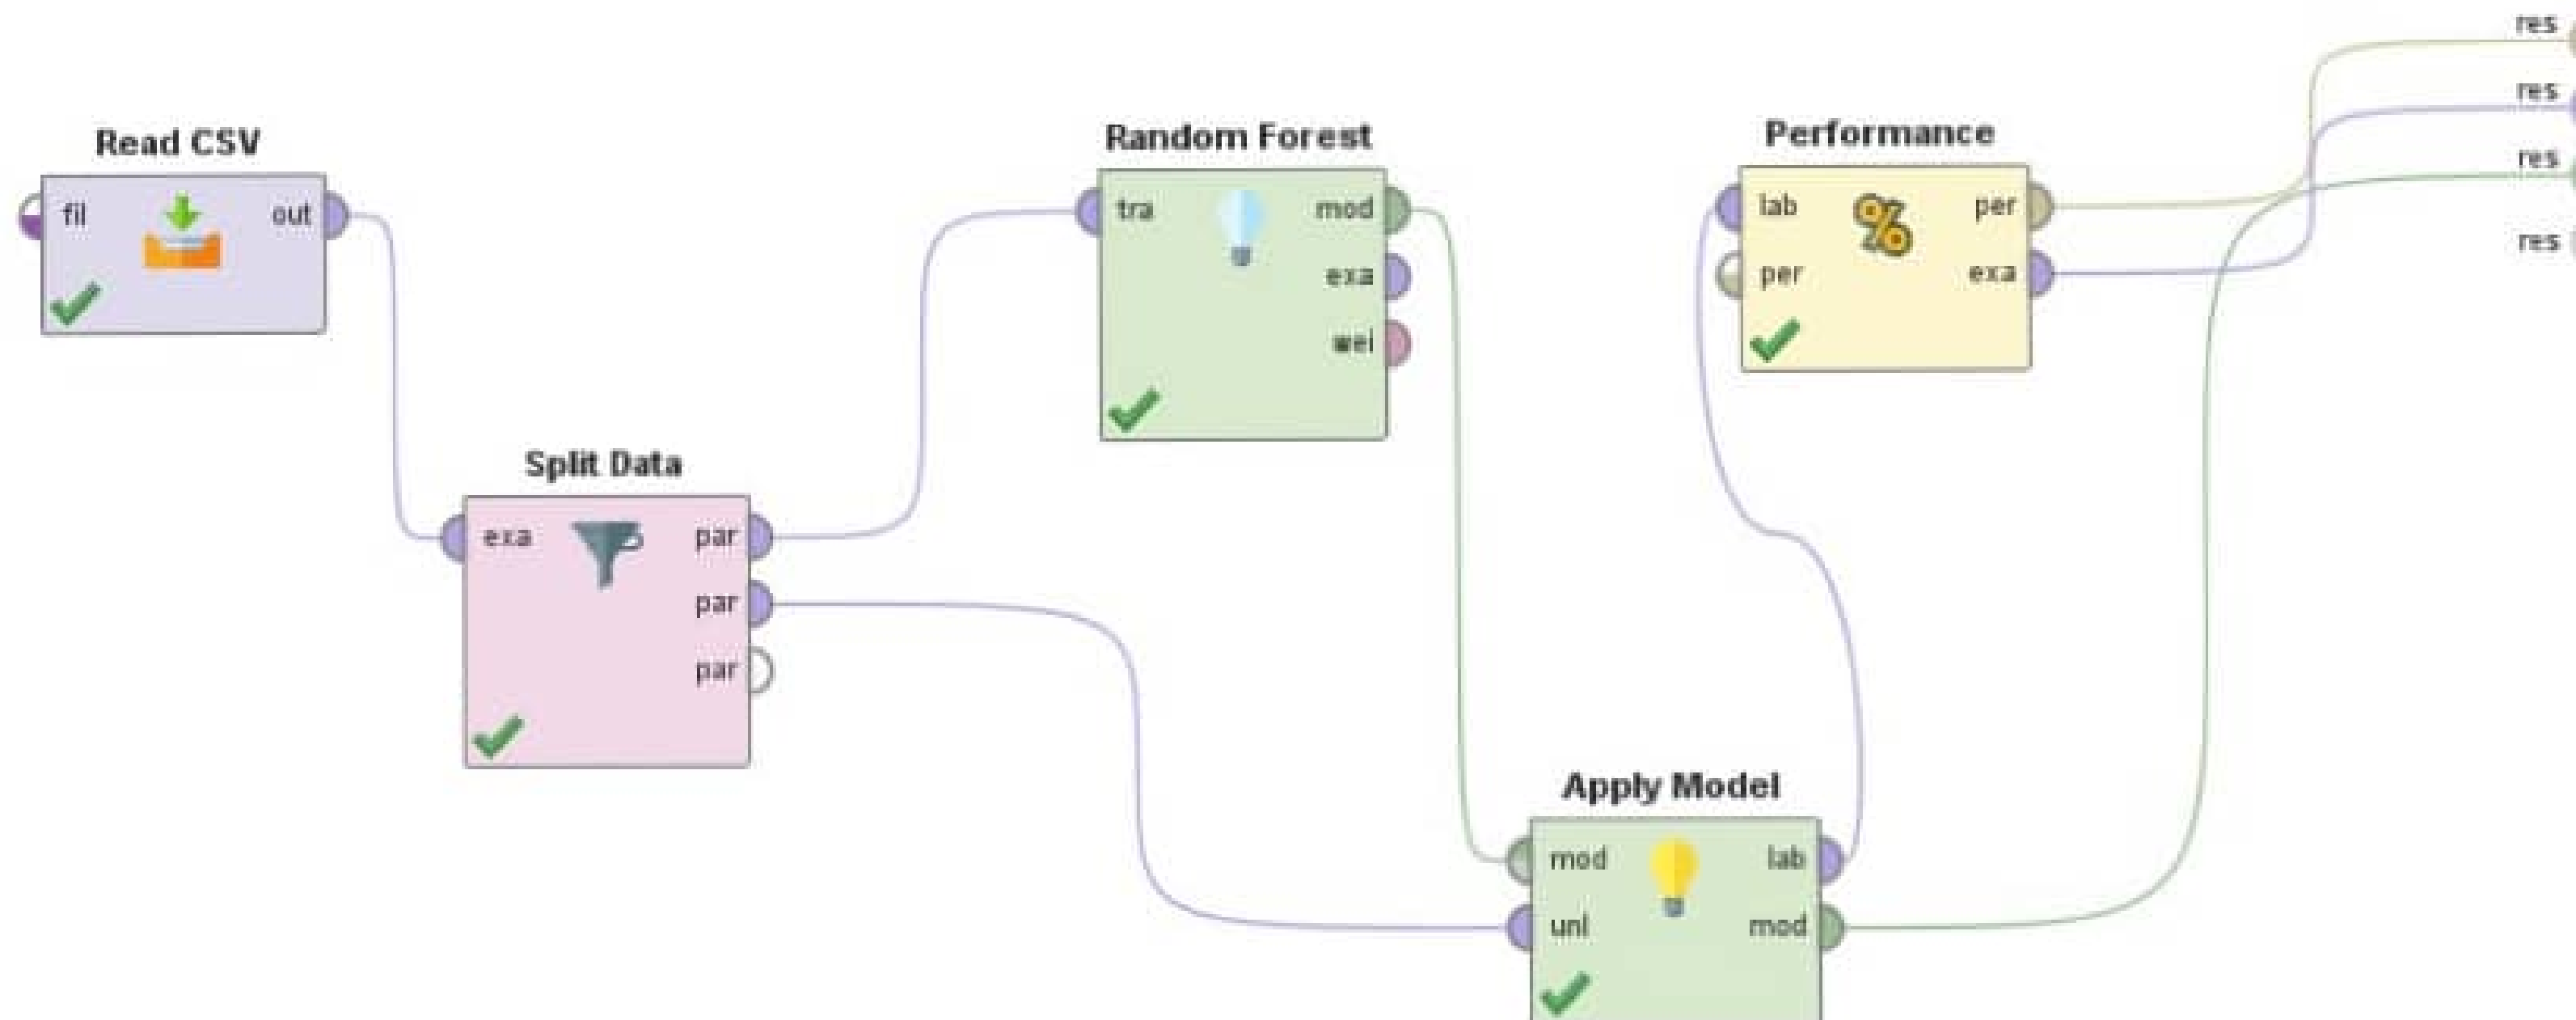 Read CSV
fil out
Split Data
exa par
par
par
Random Forest
tra mod
exa
wei
Apply Model
mod lab
unl mod
Performance
lab per
per exa
res
res
res
res